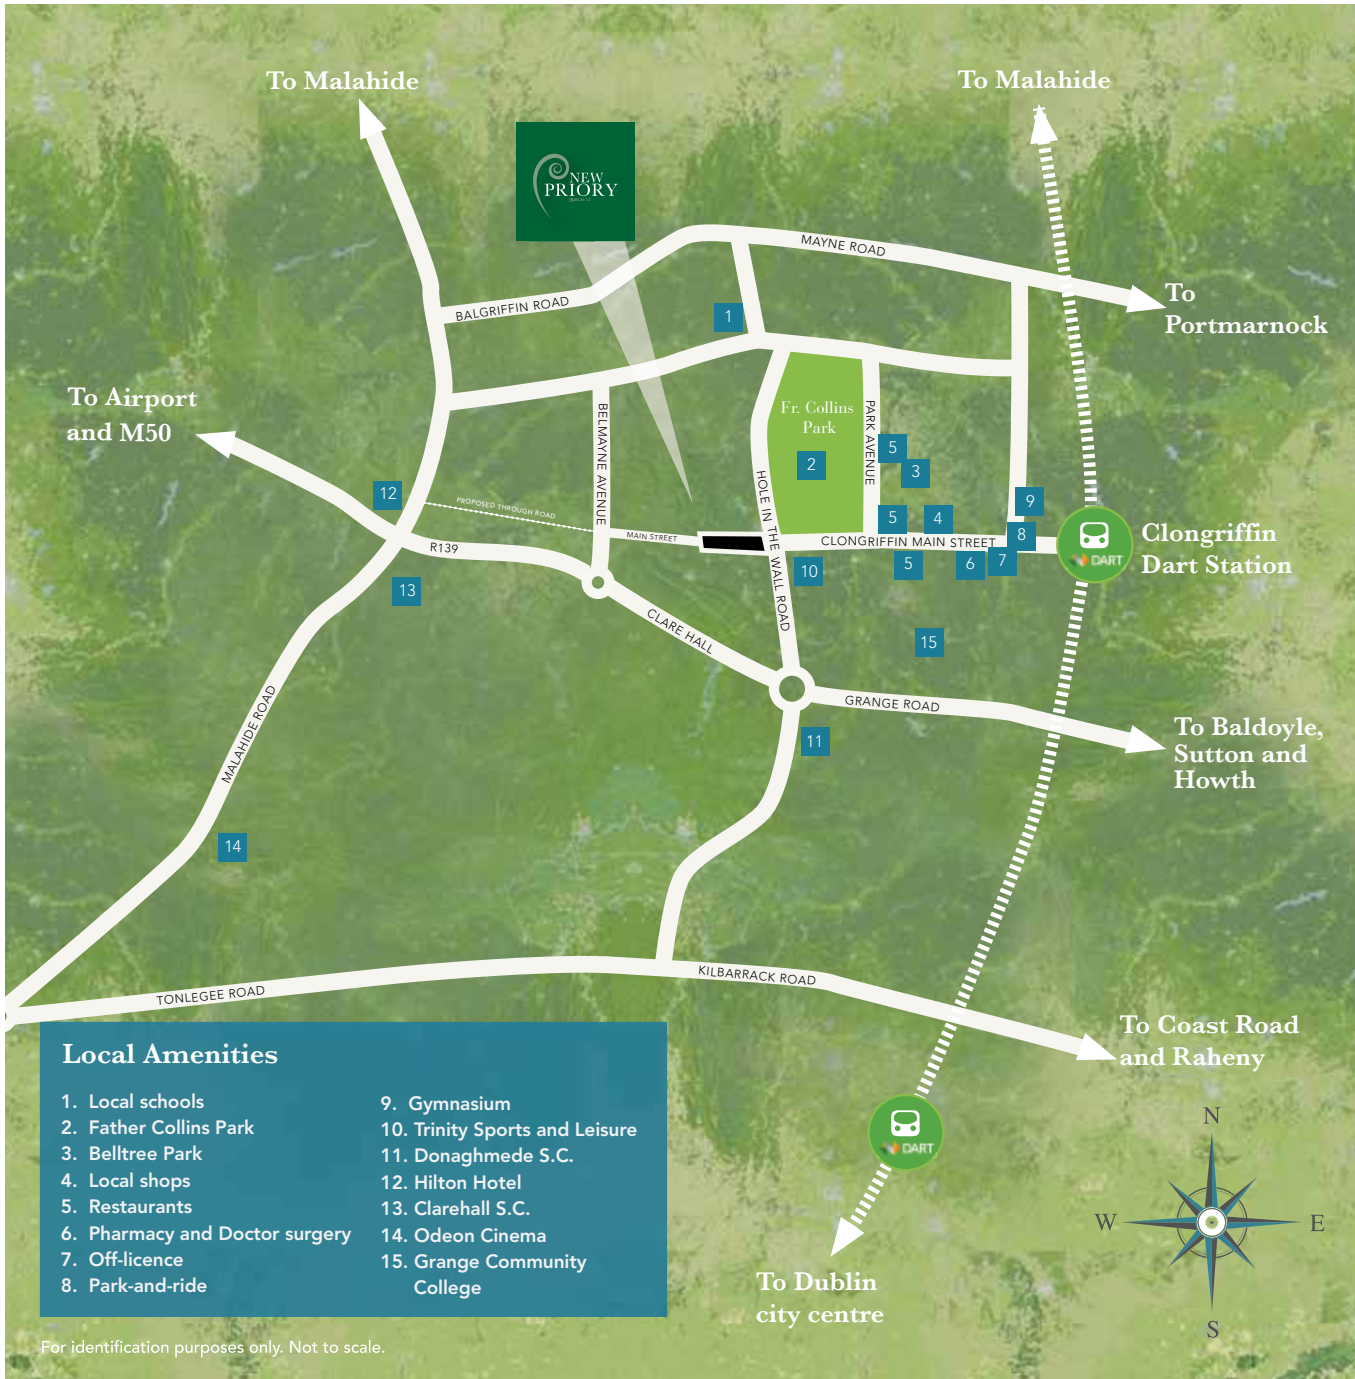 To Malahide
To Malahide
NEW
PRIORY
MAYNE ROAD
BALGRIFFIN ROAD
To
Portmarnock
1
To Airport
and M50
Fr. Collins
Park
2
BELMAYNE AVENUE
PARK AVENUE
HOLE IN THE WALL ROAD
5
3
12
PROPOSED THROUGH ROAD
9
5
4
8
R139
MAIN STREET
CLONGRIFFIN MAIN STREET
DART
Clongriffin
Dart Station
10
5
6
7
13
CLARE HALL
15
GRANGE ROAD
MALAHIDE ROAD
11
To Baldoyle,
Sutton and
Howth
14
KILBARRACK ROAD
TONLEGEE ROAD
To Coast Road
and Raheny
DART
To Dublin
city centre
N
W
E
S
Local Amenities
1. Local schools
2. Father Collins Park
3. Belltree Park
4. Local shops
5. Restaurants
6. Pharmacy and Doctor surgery
7. Off-licence
8. Park-and-ride
9. Gymnasium
10. Trinity Sports and Leisure
11. Donaghmede S.C.
12. Hilton Hotel
13. Clarehall S.C.
14. Odeon Cinema
15. Grange Community
College
For identification purposes only. Not to scale.